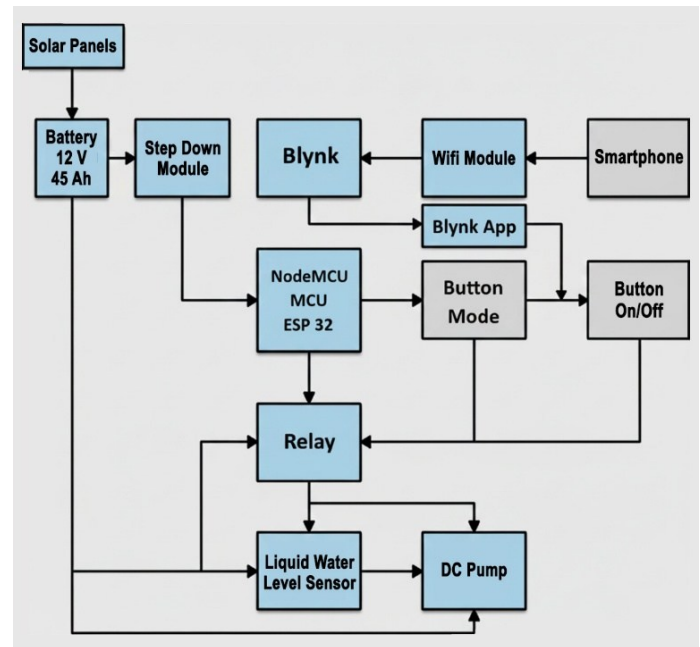 Solar Panels
Battery
12 V
45 Ah
Step Down
Module
Blynk
Wifi Module
Smartphone
Blynk App
NodeMCU
MCU
ESP 32
Button
Mode
Button
On/Off
Relay
Liquid Water
Level Sensor
DC Pump